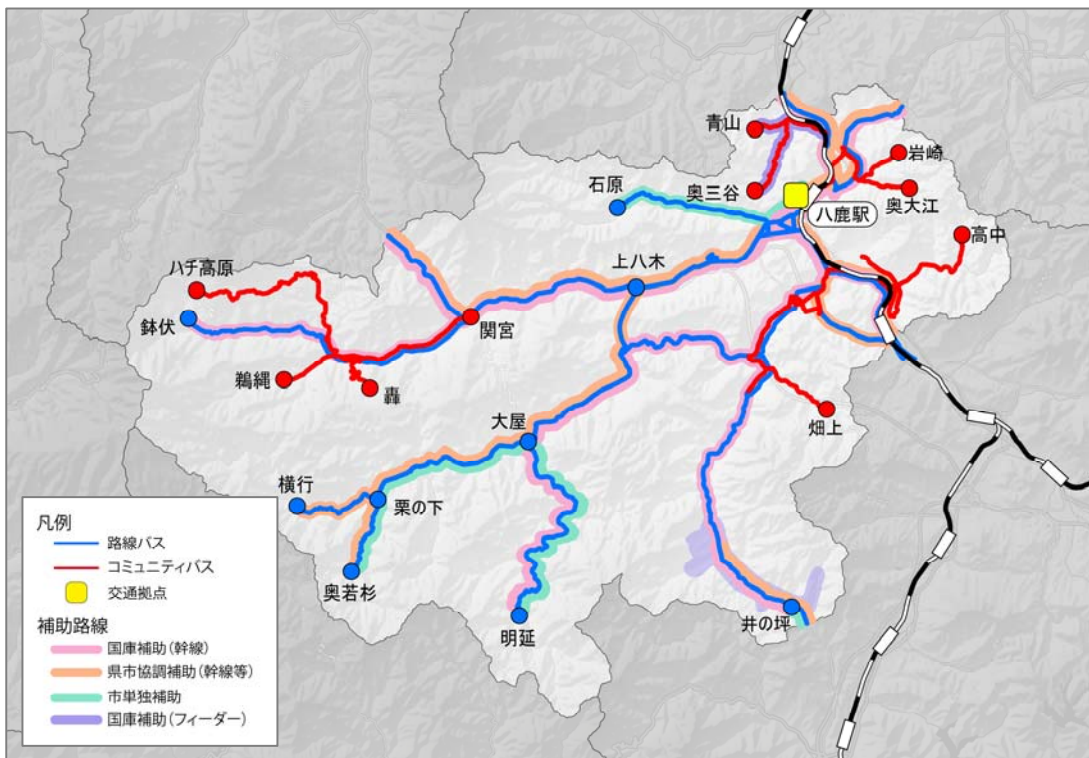 青山
岩崎
石原
奥三谷
奥大江
八鹿駅
高中
ハチ高原
上八木
鉢伏
関宮
鵜縄
轟
畑上
大屋
横行
栗の下
奥若杉
明延
井の坪
凡例
路線バス
コミュニティバス
交通拠点
補助路線
国庫補助(幹線)
県市協調補助(幹線等)
市単独補助
国庫補助(フィーダー)